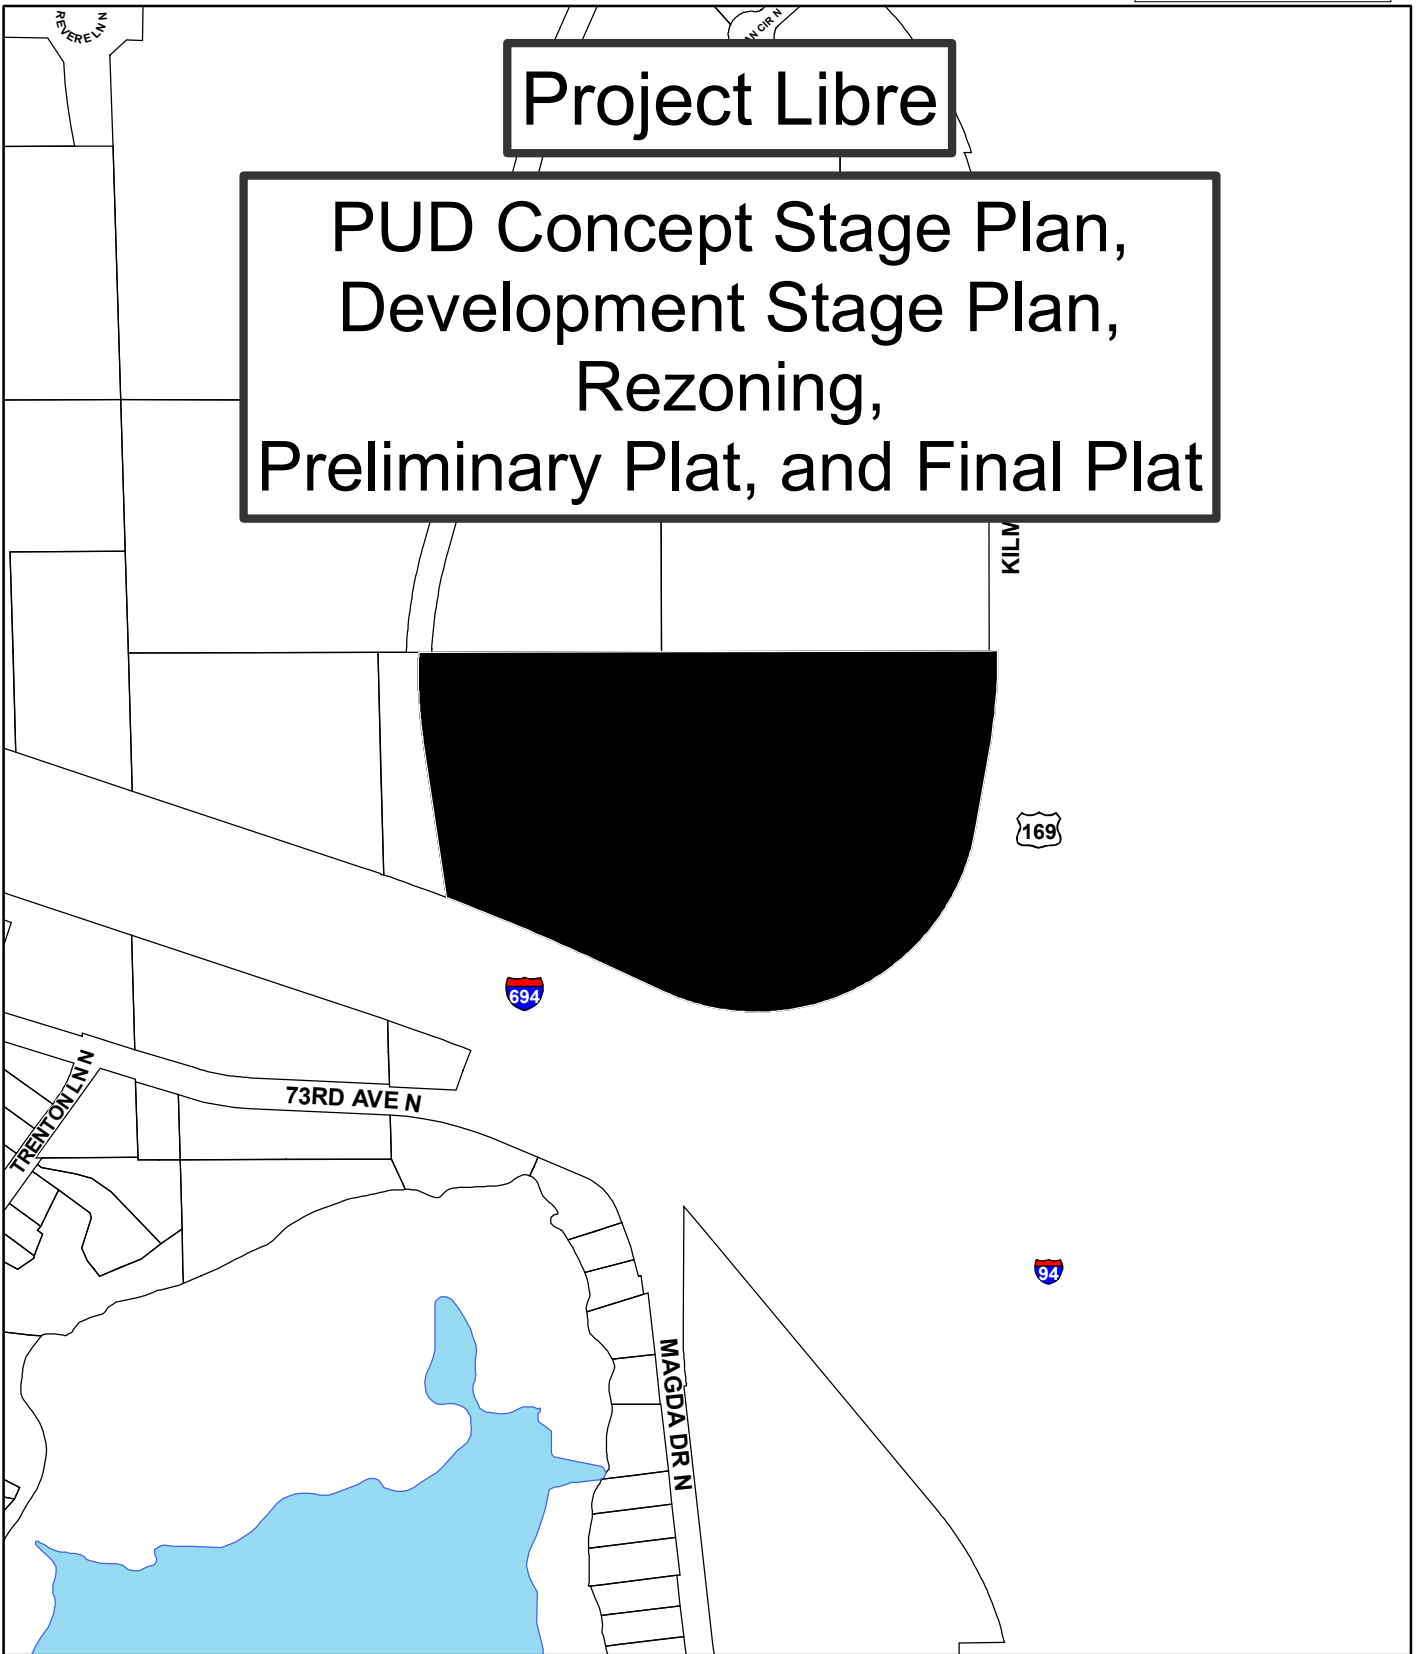 REVERE LN N
Project Libre
PUD Concept Stage Plan,
Development Stage Plan,
Rezoning,
Preliminary Plat, and Final Plat
169
694
TRENTON LN N
73RD AVE N
94
MAGDA DR N